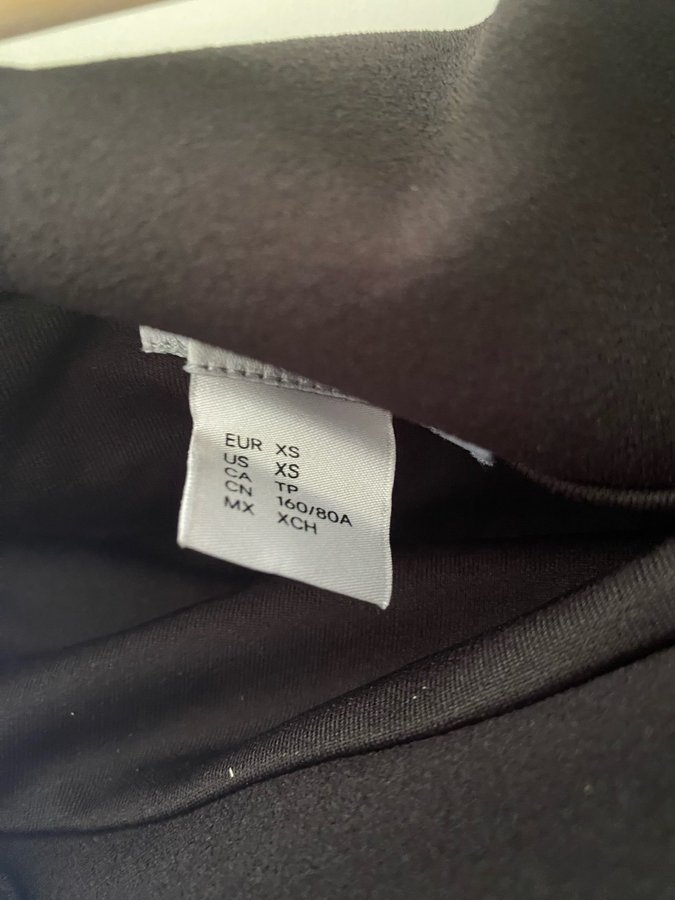 EUR XS
US XS
CA TP
CN 160/80A
MX XCH